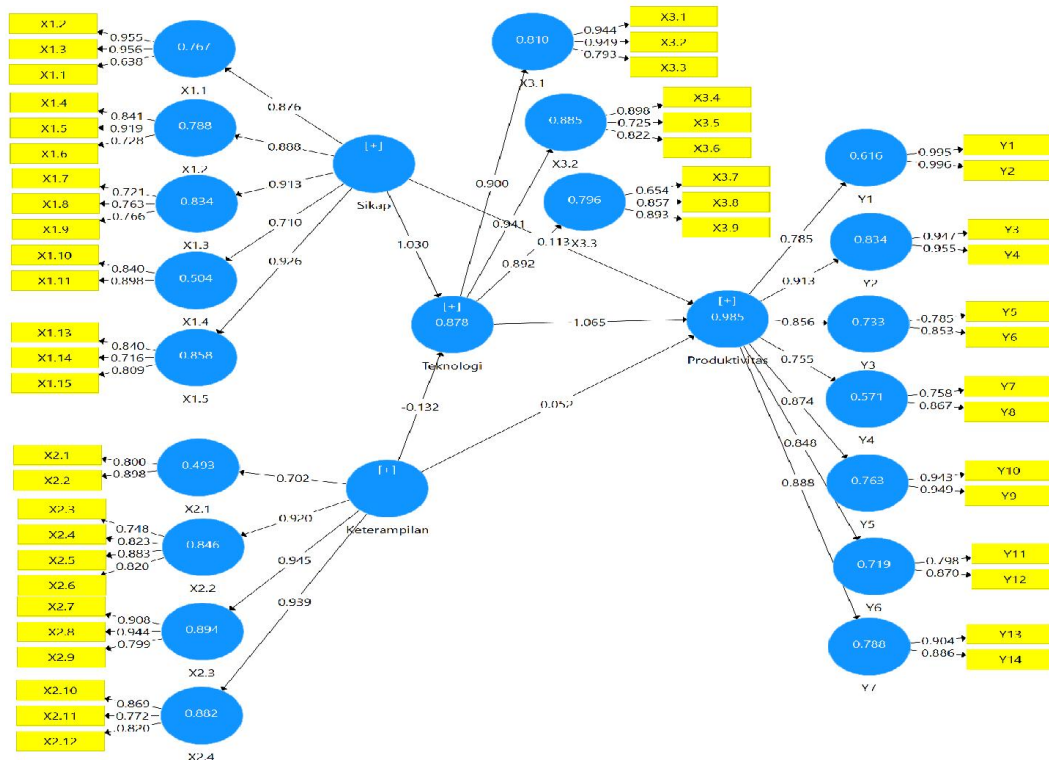 X1.2
X1.3
X1.1
0.955
0.956
0.638
0.767
X1.1
X1.4
X1.5
X1.6
0.841
0.919
0.728
0.788
X1.2
X1.7
X1.8
X1.9
0.721
0.763
0.766
0.834
X1.3
X1.10
X1.11
0.840
0.898
0.504
X1.4
X1.13
X1.14
X1.15
0.840
0.716
0.809
0.858
X1.5
0.876
0.888
0.913
0.710
0.926
[+]
Sikap
1.030
0.113
X2.1
X2.2
0.800
0.898
0.493
X2.1
X2.3
X2.4
X2.5
X2.6
0.748
0.823
0.883
0.820
0.846
X2.2
X2.7
X2.8
X2.9
0.908
0.944
0.799
0.894
X2.3
X2.10
X2.11
X2.12
0.869
0.772
0.820
0.882
X2.4
0.702
0.920
0.945
0.939
[+]
Keterampilan
-0.132
0.052
[+]
0.878
Teknologi
1.065
0.900
0.941
0.892
0.810
X3.1
0.944
0.949
0.793
X3.1
X3.2
X3.3
0.885
X3.2
0.898
0.725
0.822
X3.4
X3.5
X3.6
0.796
X3.3
0.654
0.857
0.893
X3.7
X3.8
X3.9
[+]
0.985
Produktivitas
0.785
0.913
0.856
0.755
0.874
0.848
0.888
0.616
Y1
0.995
0.996
Y1
Y2
0.834
Y2
0.947
0.955
Y3
Y4
0.733
Y3
0.785
0.853
Y5
Y6
0.571
Y4
0.758
0.867
Y7
Y8
0.763
Y5
0.943
0.949
Y10
Y9
0.719
Y6
0.798
0.870
Y11
Y12
0.788
Y7
0.904
0.886
Y13
Y14